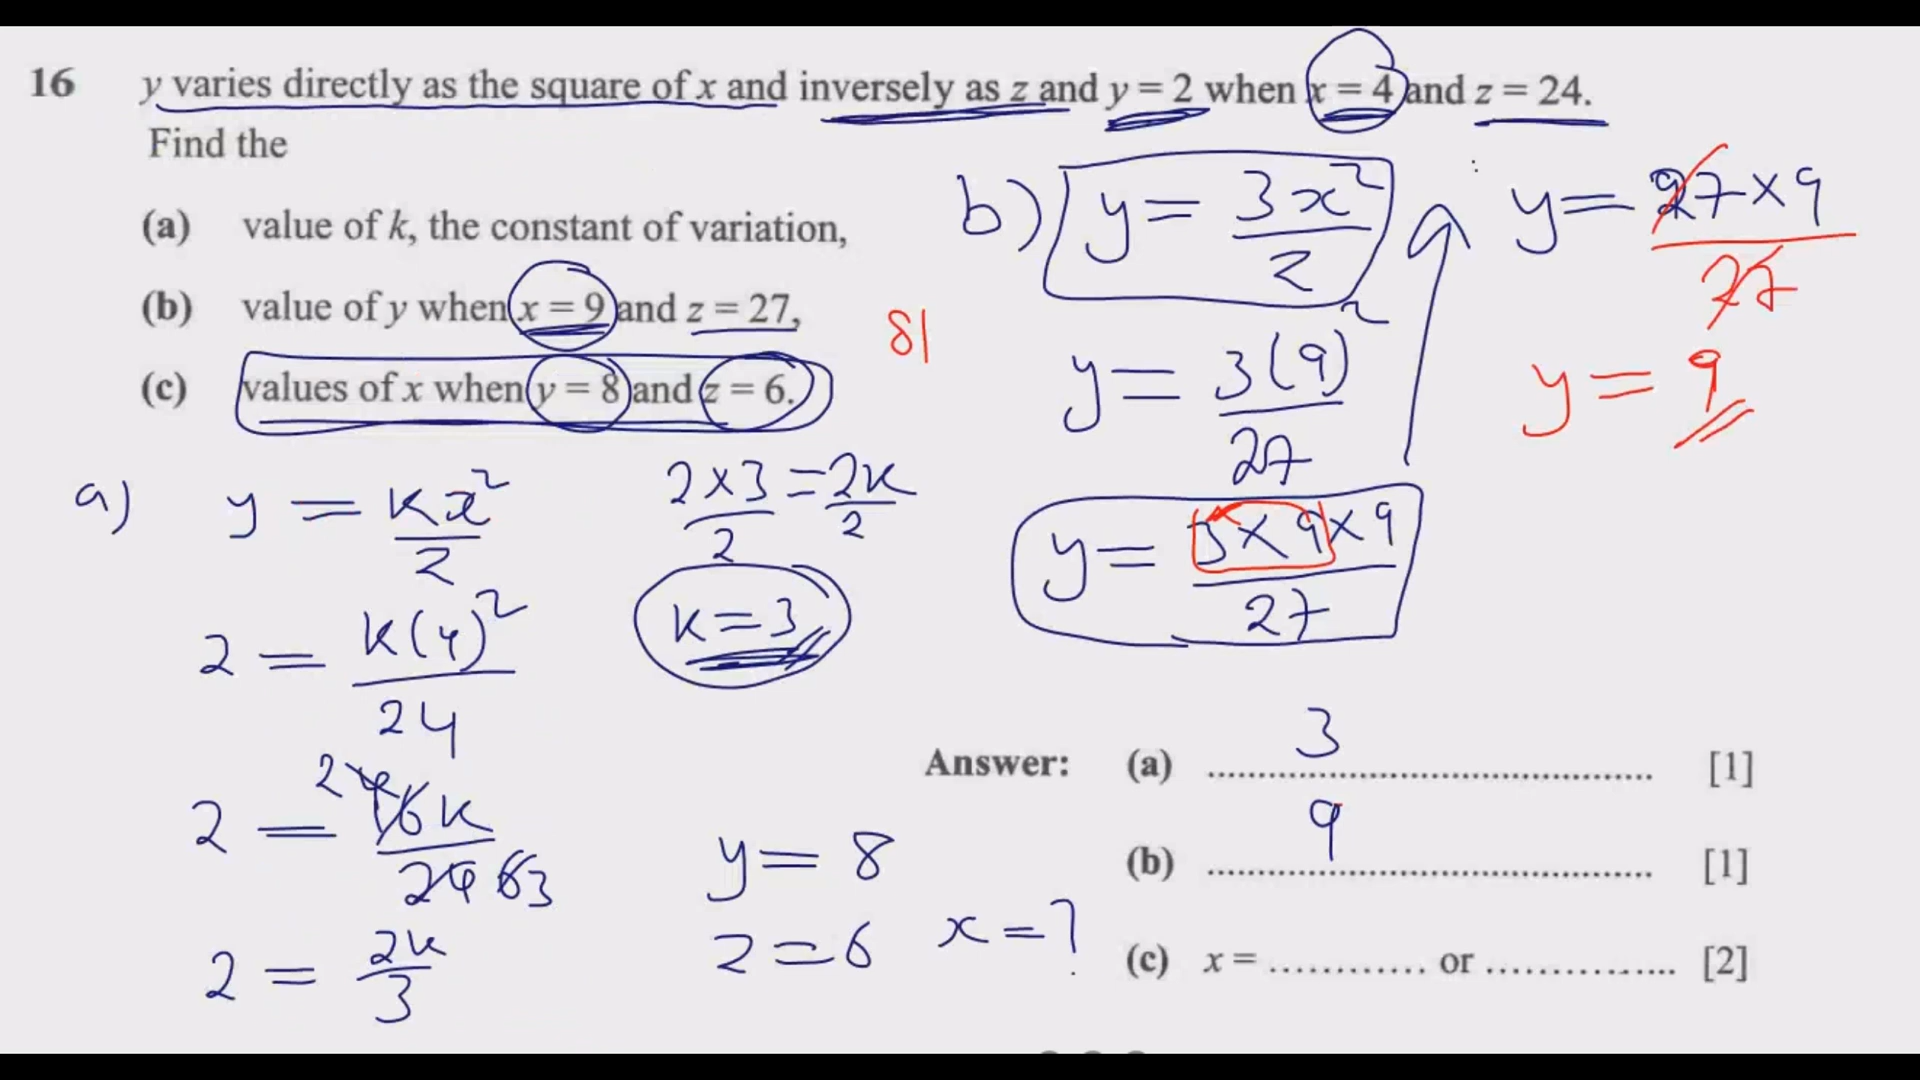 16 y varies directly as the square of x and inversely as z and y = 2 when x = 4 and z = 24.
Find the
(a) value of k, the constant of variation,
(b) value of y when x = 9 and z = 27,
(c) values of x when y = 8 and z = 6.
a) y = kx²/z
2 = k(4)²/24
2 = 16k/24 2 4 6 3
2 = 2k/3
2×3/2 = 2k/2
k = 3
b) y = 3x²/z
y = 3(9)²/27
y = 3×9×9/27
81
y = 27×9/27
y = 9
y = 8
z = 6 x = ?
Answer: (a) 3 [1]
(b) 9 [1]
(c) x = ............ or ............... [2]